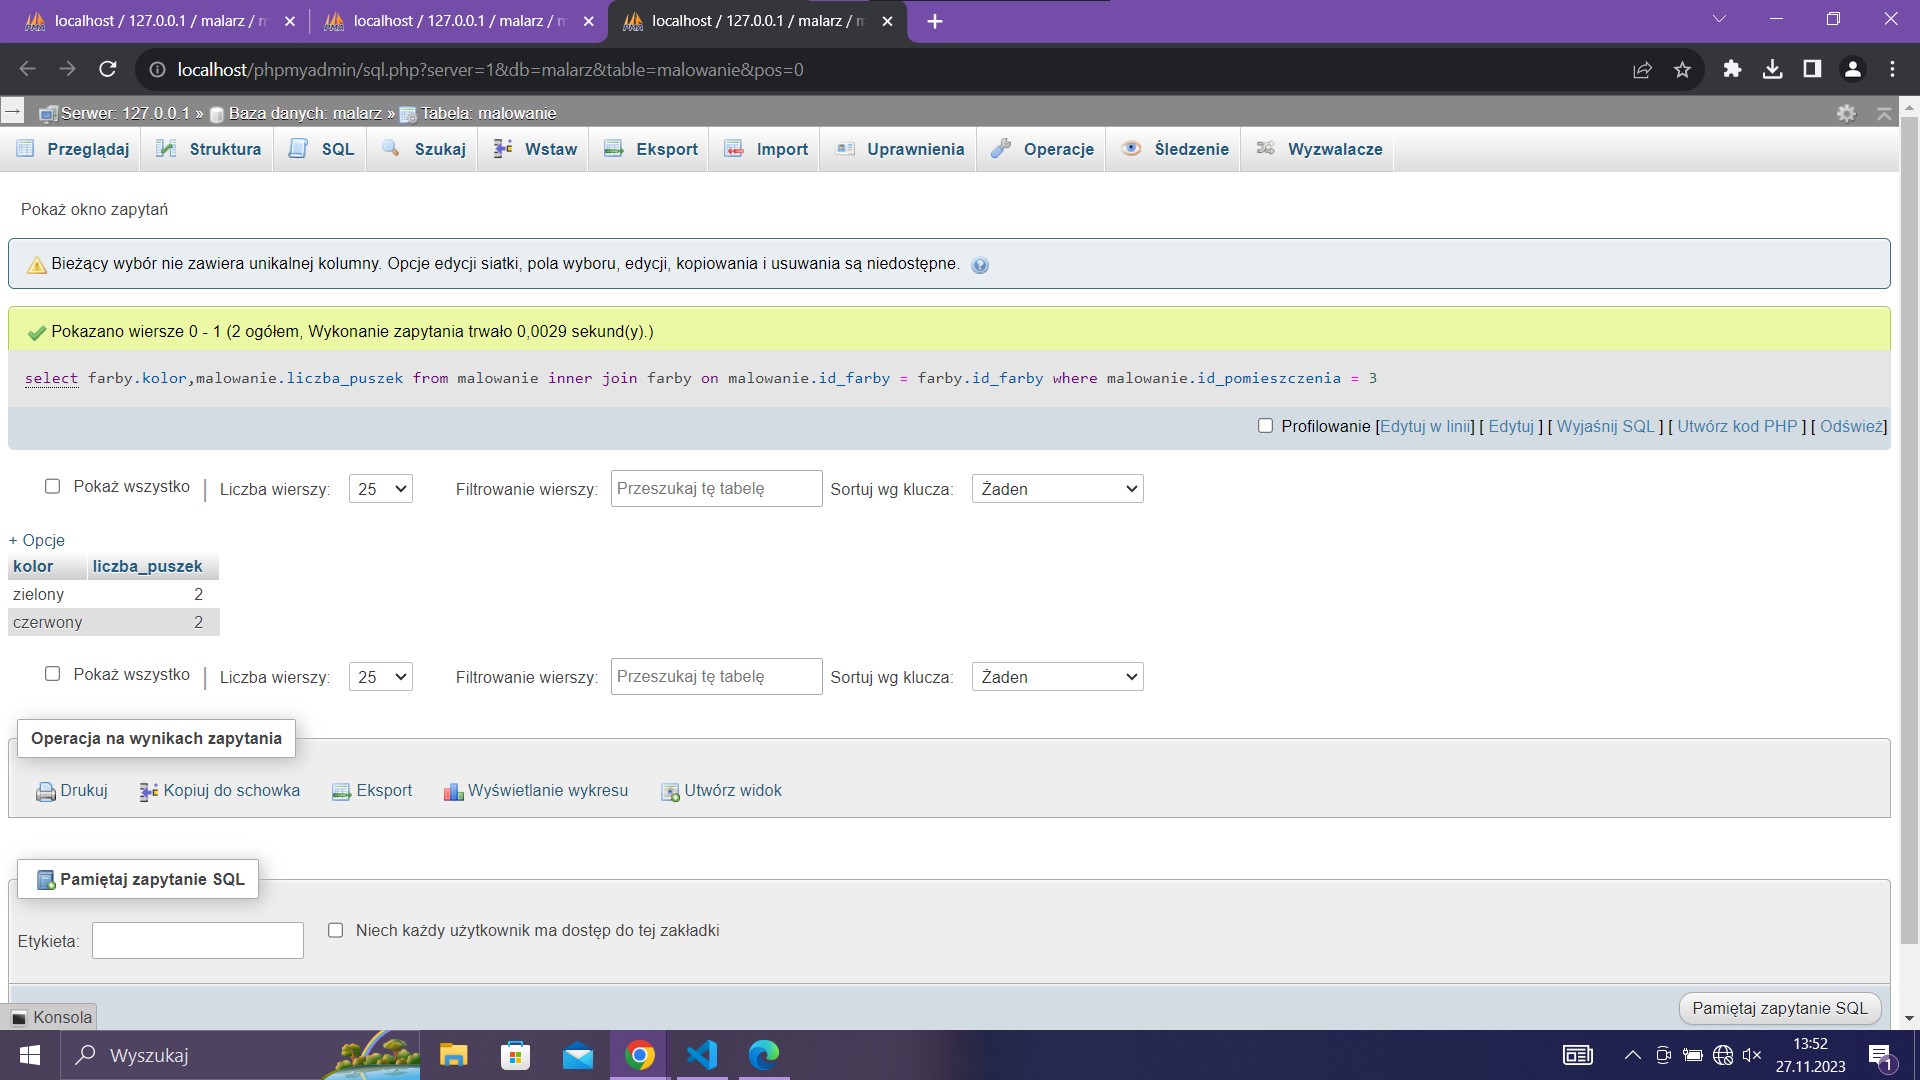 localhost / 127.0.0.1 / malarz / m
localhost / 127.0.0.1 / malarz / m
localhost / 127.0.0.1 / malarz / m
localhost/phpmyadmin/sql.php?server=1&db=malarz&table=malowanie&pos=0
Serwer: 127.0.0.1 » Baza danych: malarz » Tabela: malowanie
Przeglądaj Struktura SQL Szukaj Wstaw Eksport Import Uprawnienia Operacje Śledzenie Wyzwalacze
Pokaż okno zapytań
Bieżący wybór nie zawiera unikalnej kolumny. Opcje edycji siatki, pola wyboru, edycji, kopiowania i usuwania są niedostępne.
Pokazano wiersze 0 - 1 (2 ogółem, Wykonanie zapytania trwało 0,0029 sekund(y).)
select farby.kolor,malowanie.liczba_puszek from malowanie inner join farby on malowanie.id_farby = farby.id_farby where malowanie.id_pomieszczenia = 3
Profilowanie [Edytuj w linii] [ Edytuj ] [ Wyjaśnij SQL ] [ Utwórz kod PHP ] [ Odśwież]
Pokaż wszystko | Liczba wierszy: 25 Filtrowanie wierszy: Przeszukaj tę tabelę Sortuj wg klucza: Żaden
+ Opcje
kolor liczba_puszek
zielony 2
czerwony 2
Pokaż wszystko | Liczba wierszy: 25 Filtrowanie wierszy: Przeszukaj tę tabelę Sortuj wg klucza: Żaden
Operacja na wynikach zapytania
Drukuj Kopiuj do schowka Eksport Wyświetlanie wykresu Utwórz widok
Pamiętaj zapytanie SQL
Etykieta: Niech każdy użytkownik ma dostęp do tej zakładki
Pamiętaj zapytanie SQL
Konsola
Wyszukaj
13:52
27.11.2023
1